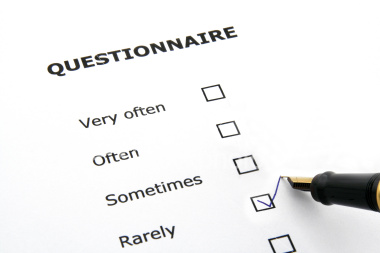 QUESTIONNAIRE
Very often
Often
Sometimes
Rarely